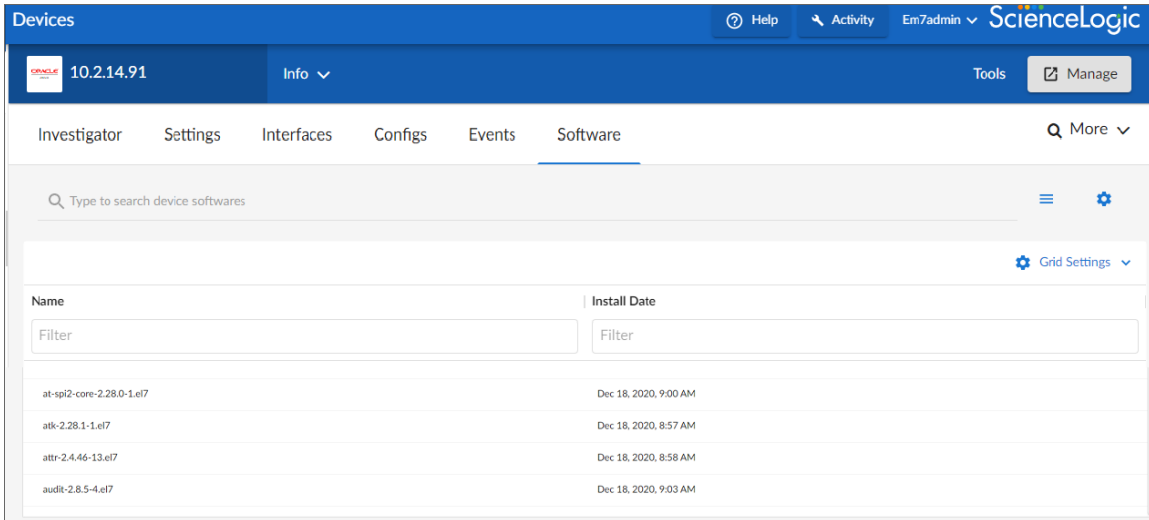 Devices
Help
Activity
Em7admin
ScienceLogic
ORACLE
10.2.14.91
Info
Tools
Manage
Investigator
Settings
Interfaces
Configs
Events
Software
More
Type to search device softwares
Grid Settings
Name
Install Date
Filter
Filter
at-spi2-core-2.28.0-1.el7
Dec 18, 2020, 9:00 AM
atk-2.28.1-1.el7
Dec 18, 2020, 8:57 AM
attr-2.4.46-13.el7
Dec 18, 2020, 8:58 AM
audit-2.8.5-4.el7
Dec 18, 2020, 9:03 AM